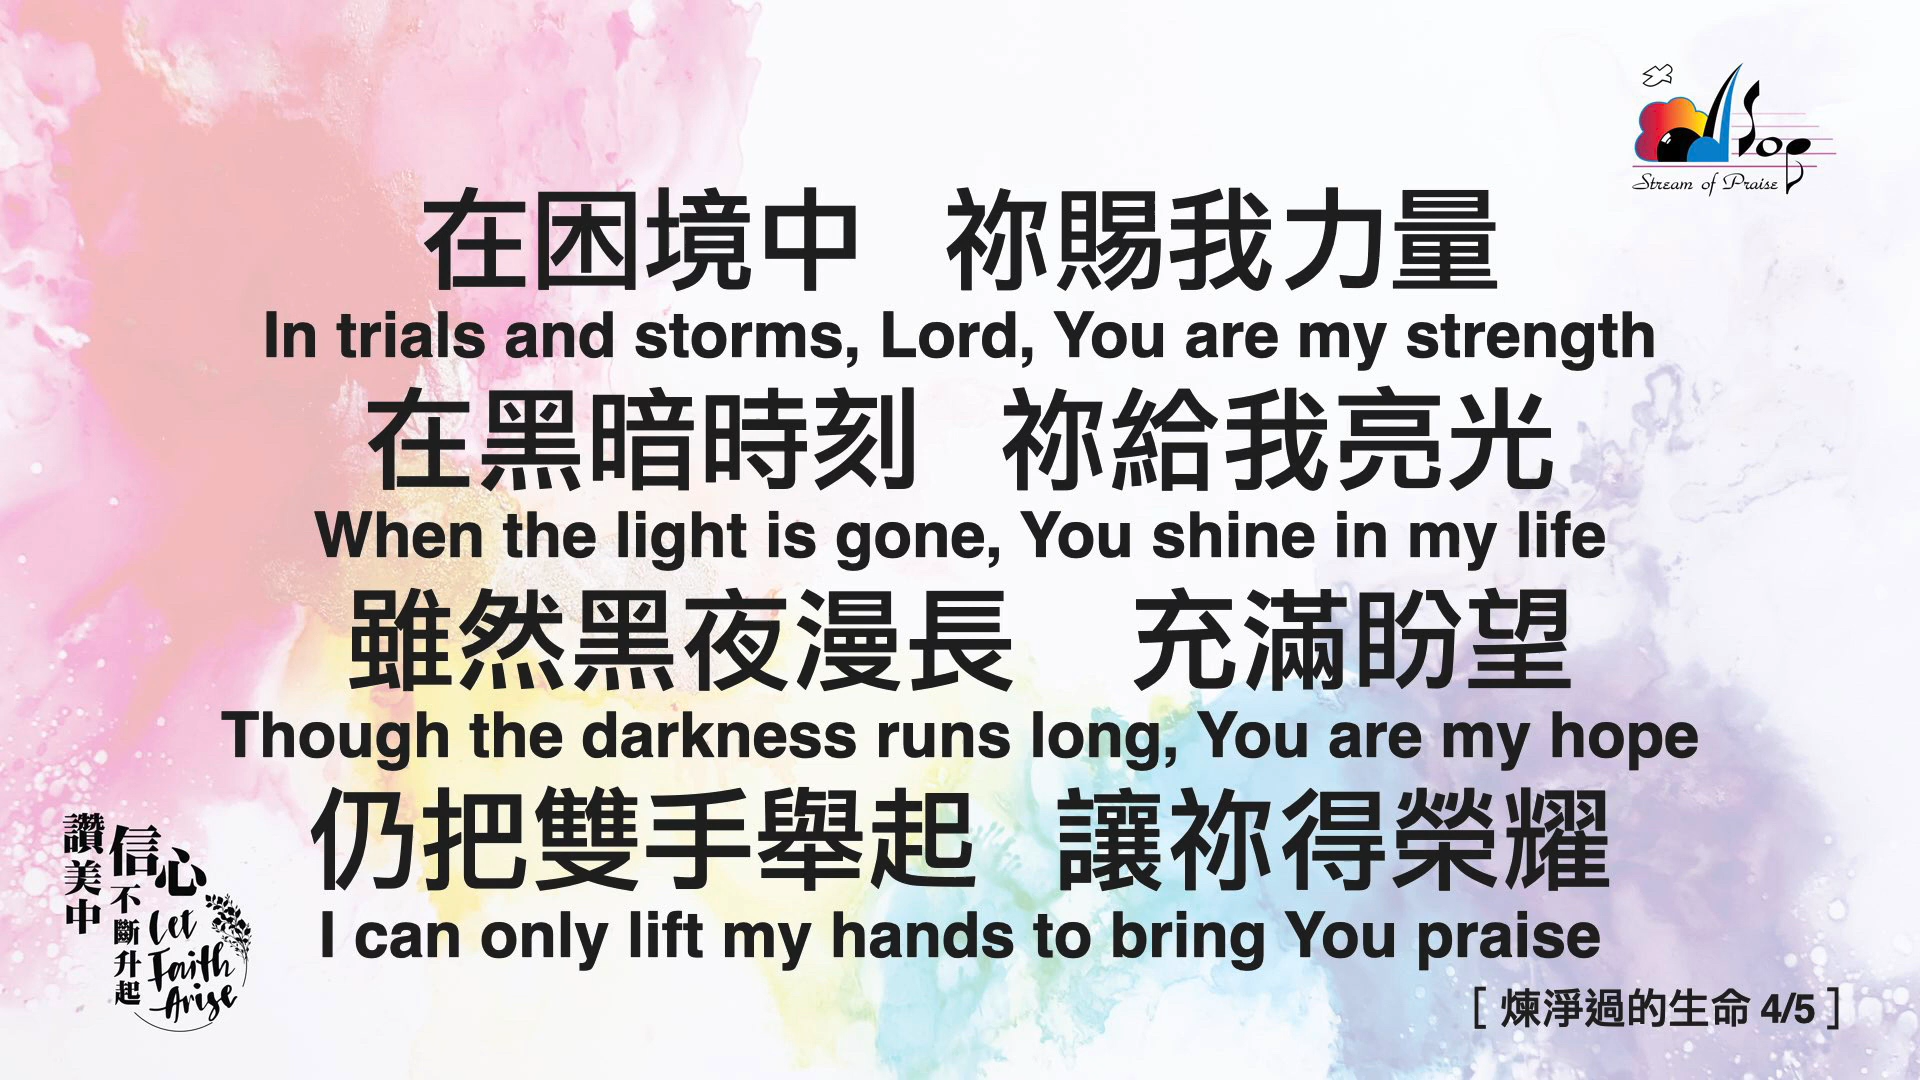 Sop
Stream of Praise
在困境中 祢賜我力量
In trials and storms, Lord, You are my strength
在黑暗時刻 祢給我亮光
When the light is gone, You shine in my life
雖然黑夜漫長 充滿盼望
Though the darkness runs long, You are my hope
仍把雙手舉起 讓祢得榮耀
I can only lift my hands to bring You praise
讚美中
信心
不斷升起
Let
Faith
Arise
[ 煉淨過的生命 4/5 ]